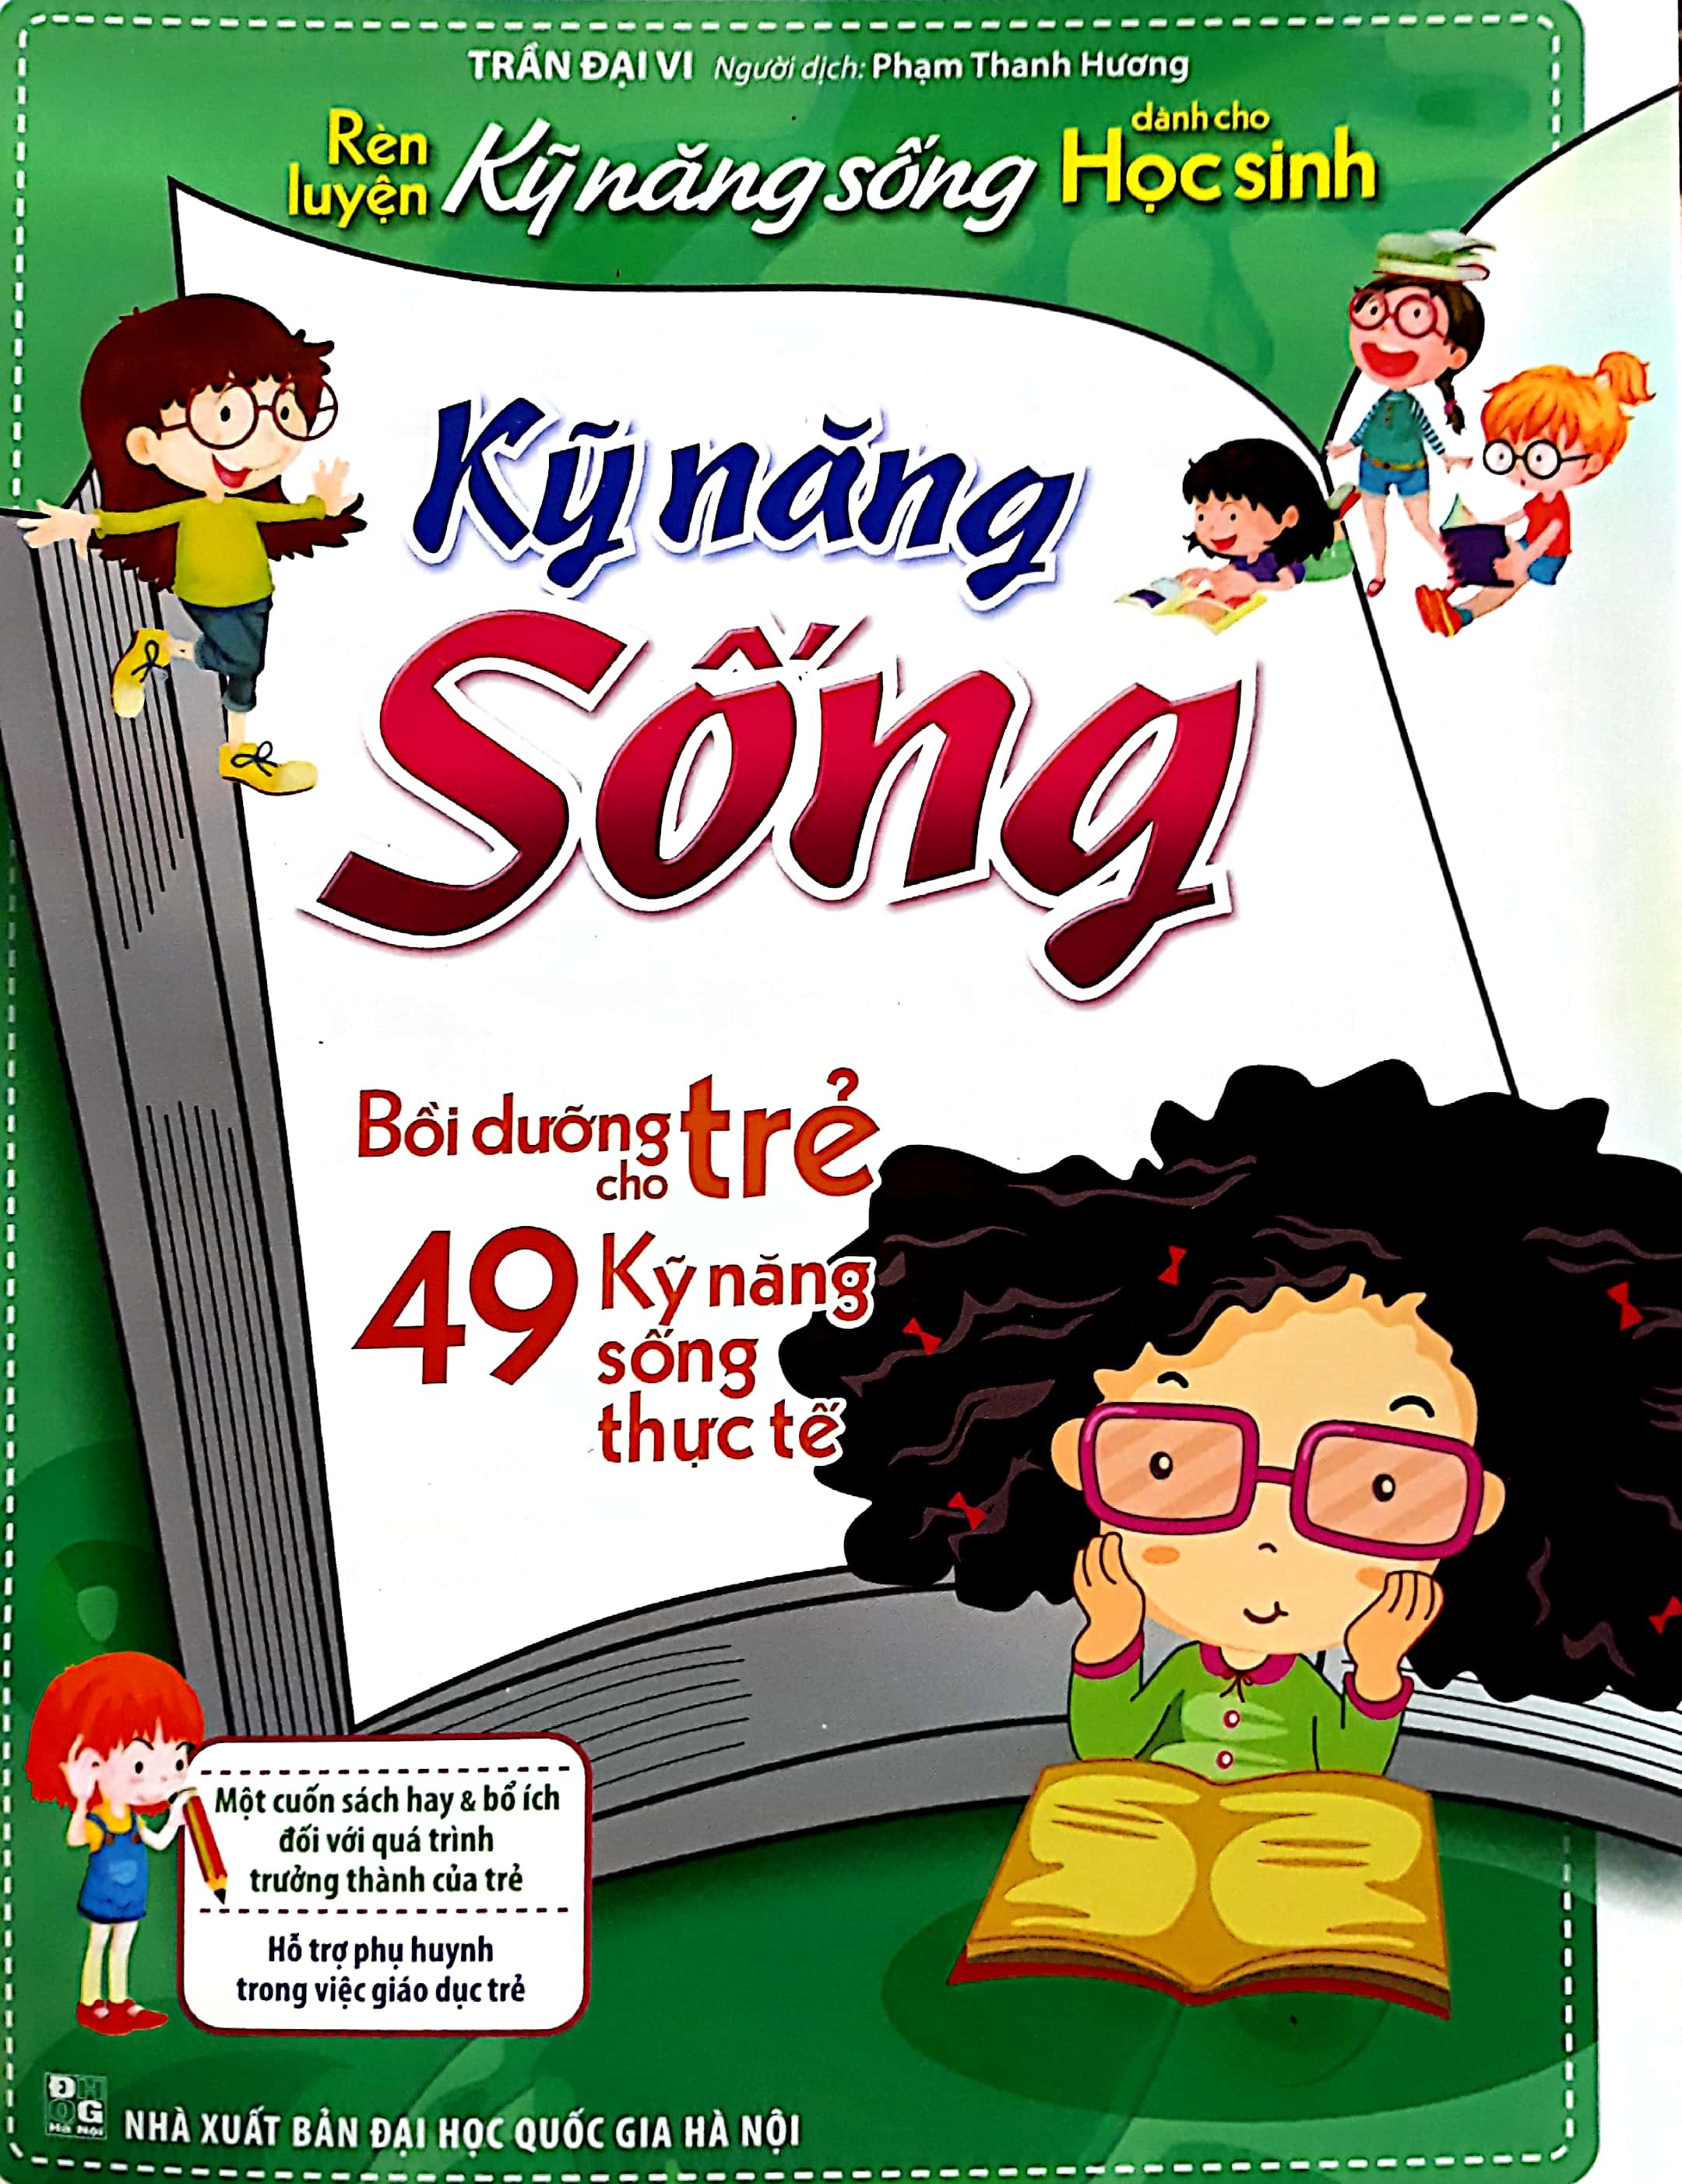 TRẦN ĐẠI VI Người dịch: Phạm Thanh Hương
Rèn luyện Kỹ năng sống dành cho Học sinh
Kỹ năng
Sống
Bồi dưỡng cho trẻ
49 Kỹ năng
sống
thực tế
Một cuốn sách hay & bổ ích
đối với quá trình
trưởng thành của trẻ
Hỗ trợ phụ huynh
trong việc giáo dục trẻ
ĐHQG Hà Nội
NHÀ XUẤT BẢN ĐẠI HỌC QUỐC GIA HÀ NỘI